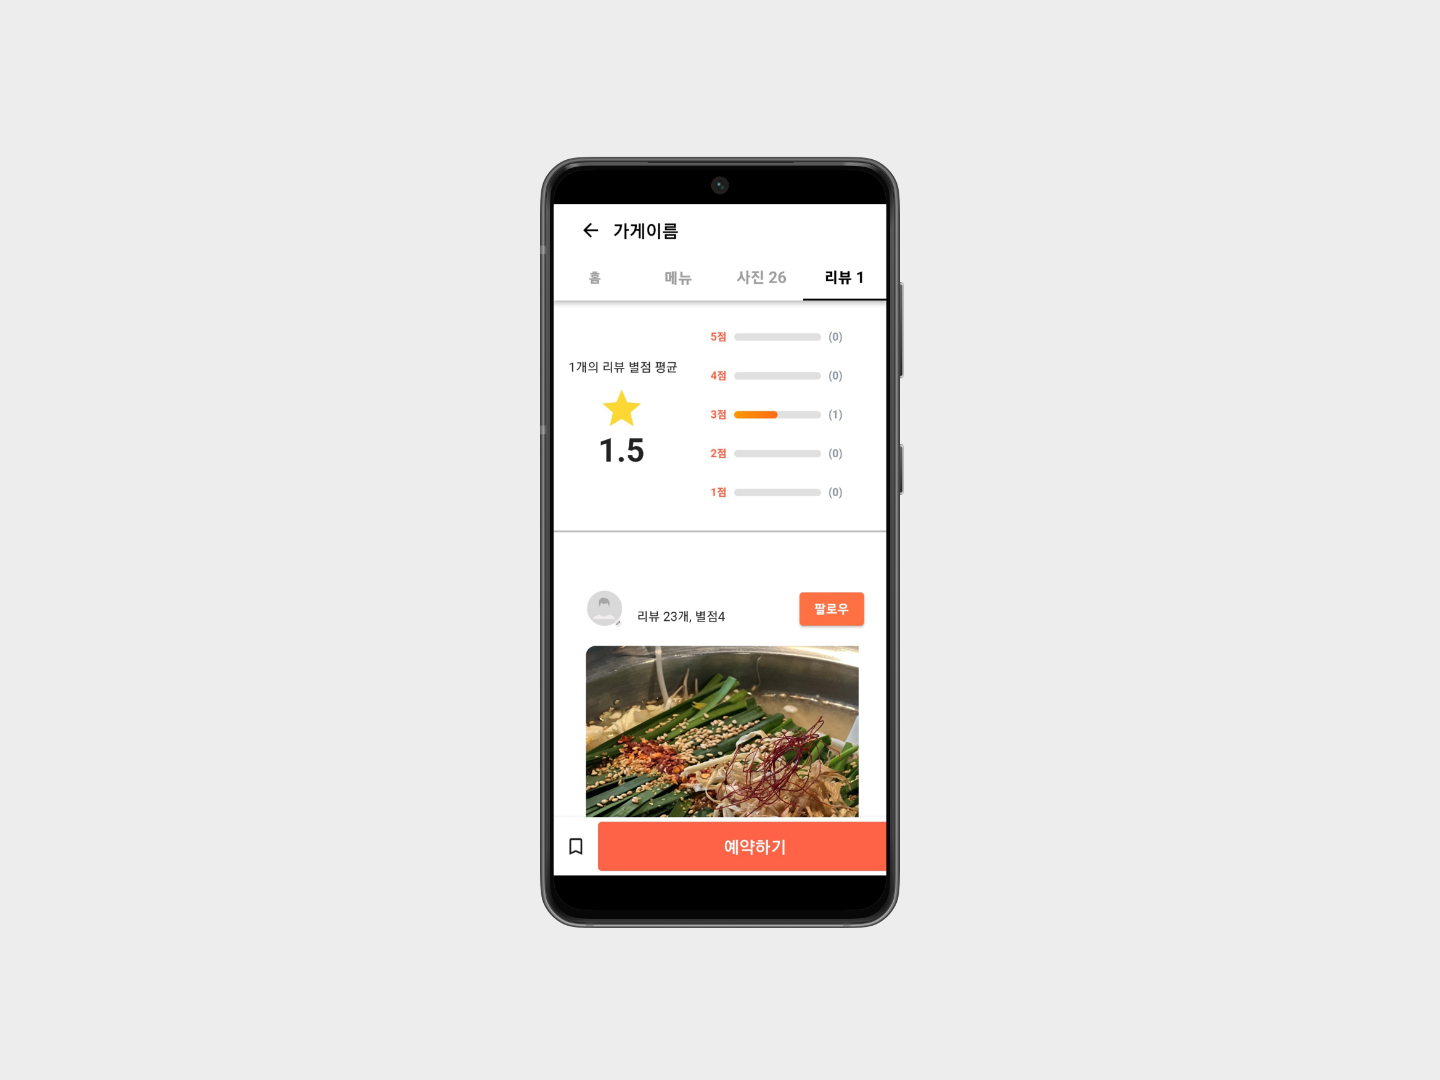 가게이름
홈 메뉴 사진 26 리뷰 1
1개의 리뷰 별점 평균
1.5
5점 (0)
4점 (0)
3점 (1)
2점 (0)
1점 (0)
리뷰 23개, 별점4
팔로우
예약하기